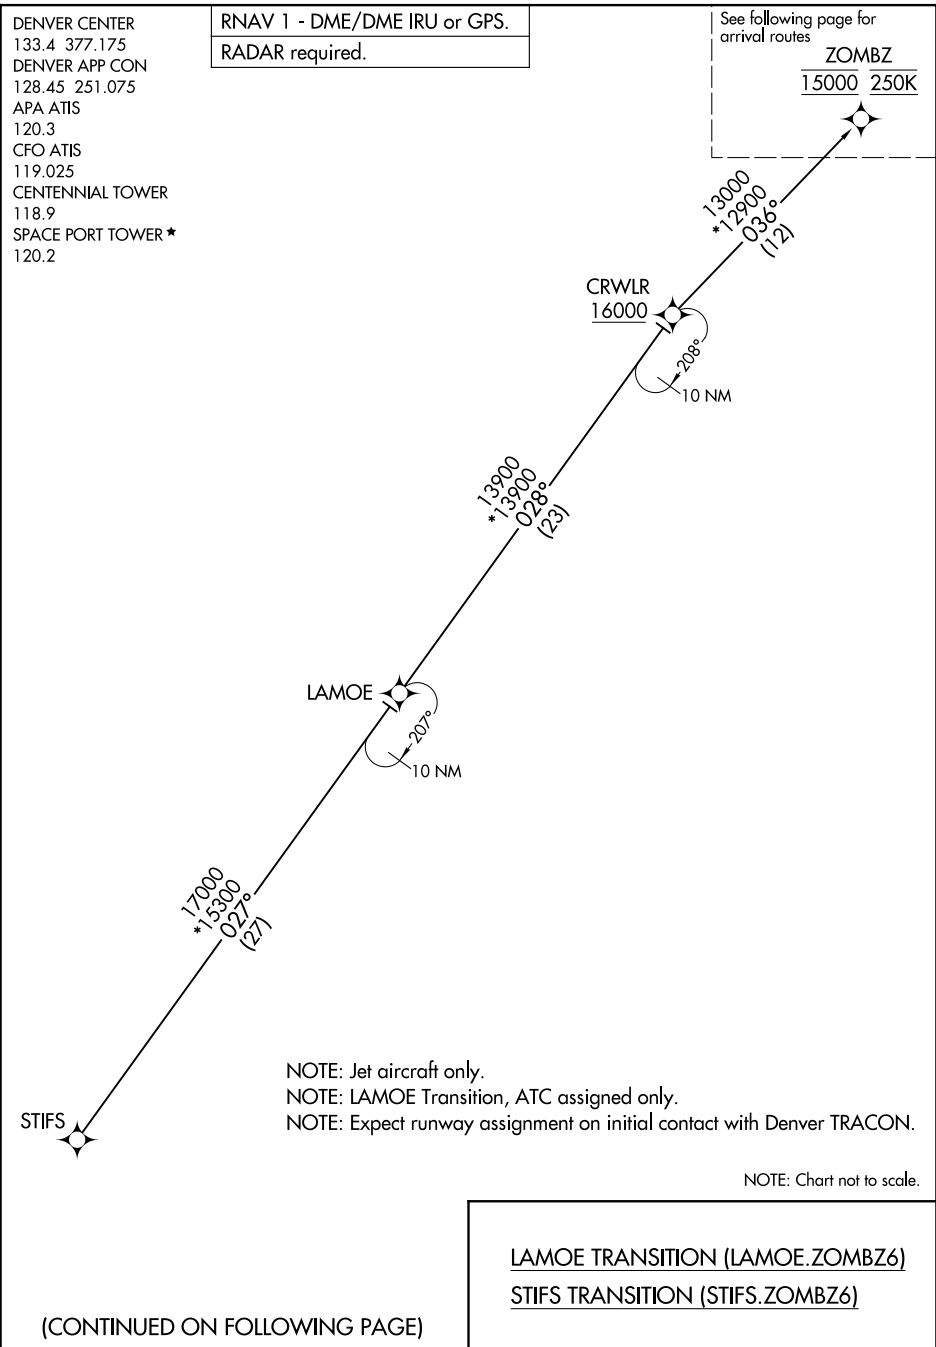 DENVER CENTER
133.4 377.175
DENVER APP CON
128.45 251.075
APA ATIS
120.3
CFO ATIS
119.025
CENTENNIAL TOWER
118.9
SPACE PORT TOWER★
120.2
RNAV 1 - DME/DME IRU or GPS.
RADAR required.
See following page for
arrival routes
ZOMBZ
15000 250K
13000
*12900
036°
(12)
CRWLR
16000
208°
10 NM
13900
*13900
028°
(23)
LAMOE
207°
10 NM
17000
*15300
027°
(27)
STIFS
NOTE: Jet aircraft only.
NOTE: LAMOE Transition, ATC assigned only.
NOTE: Expect runway assignment on initial contact with Denver TRACON.
NOTE: Chart not to scale.
LAMOE TRANSITION (LAMOE.ZOMBZ6)
STIFS TRANSITION (STIFS.ZOMBZ6)
(CONTINUED ON FOLLOWING PAGE)